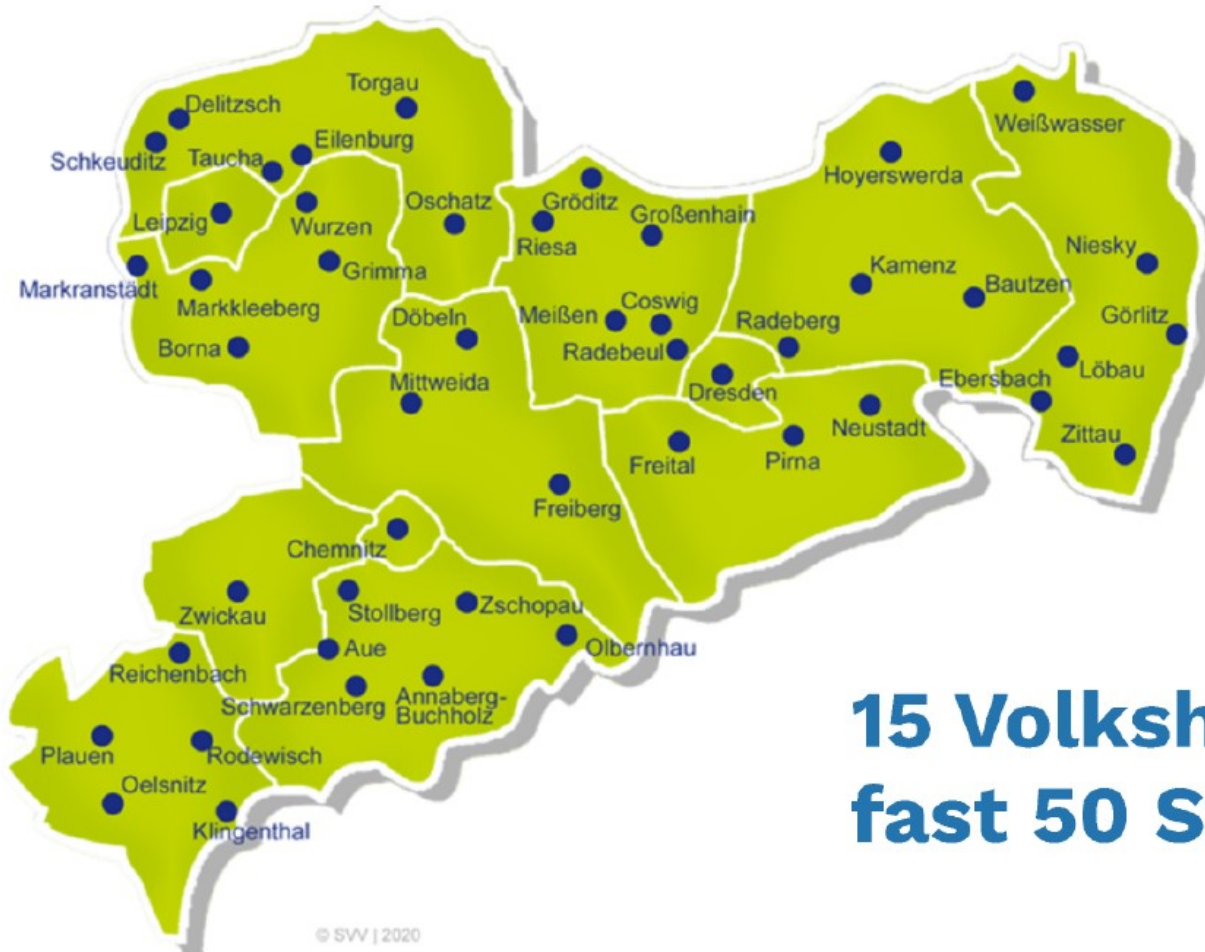 Torgau
Delitzsch
Eilenburg
Schkeuditz
Taucha
Weißwasser
Hoyerswerda
Leipzig
Wurzen
Oschatz
Gröditz
Großenhain
Riesa
Niesky
Markranstädt
Grimma
Kamenz
Bautzen
Markkleeberg
Döbeln
Meißen
Coswig
Radeberg
Görlitz
Borna
Radebeul
Löbau
Mittweida
Dresden
Ebersbach
Neustadt
Zittau
Freital
Pirna
Freiberg
Chemnitz
Zwickau
Stollberg
Zschopau
Aue
Olbernhau
Reichenbach
Schwarzenberg
Annaberg-
Buchholz
Plauen
Rodewisch
Oelsnitz
Klingenthal
15 Volksh
fast 50 S
© SVV | 2020